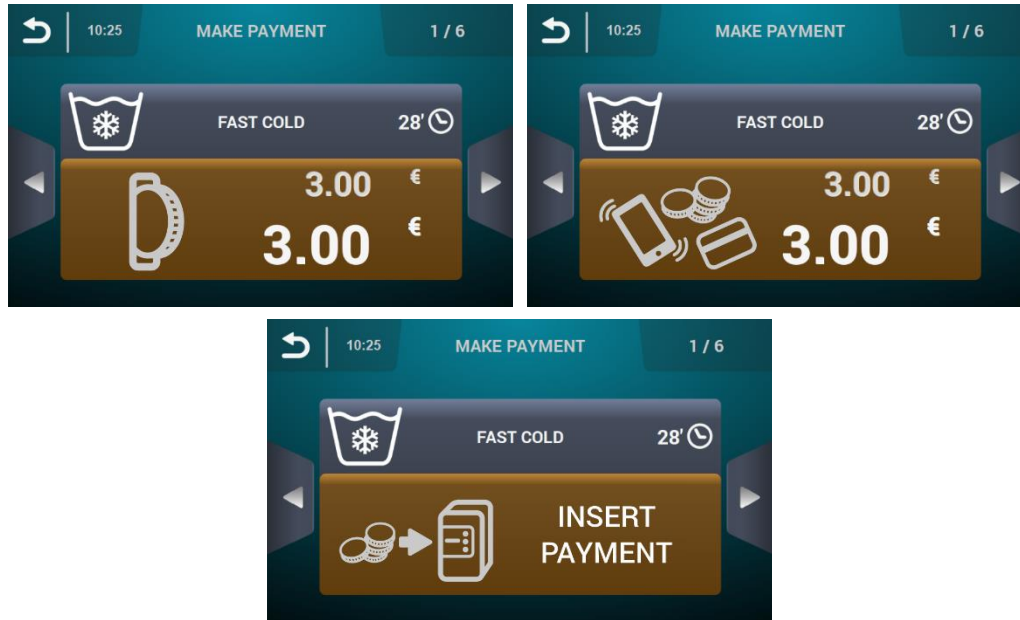 10:25 MAKE PAYMENT 1 / 6
FAST COLD 28'
3.00 €
3.00 €
10:25 MAKE PAYMENT 1 / 6
FAST COLD 28'
3.00 €
3.00 €
10:25 MAKE PAYMENT 1 / 6
FAST COLD 28'
INSERT
PAYMENT